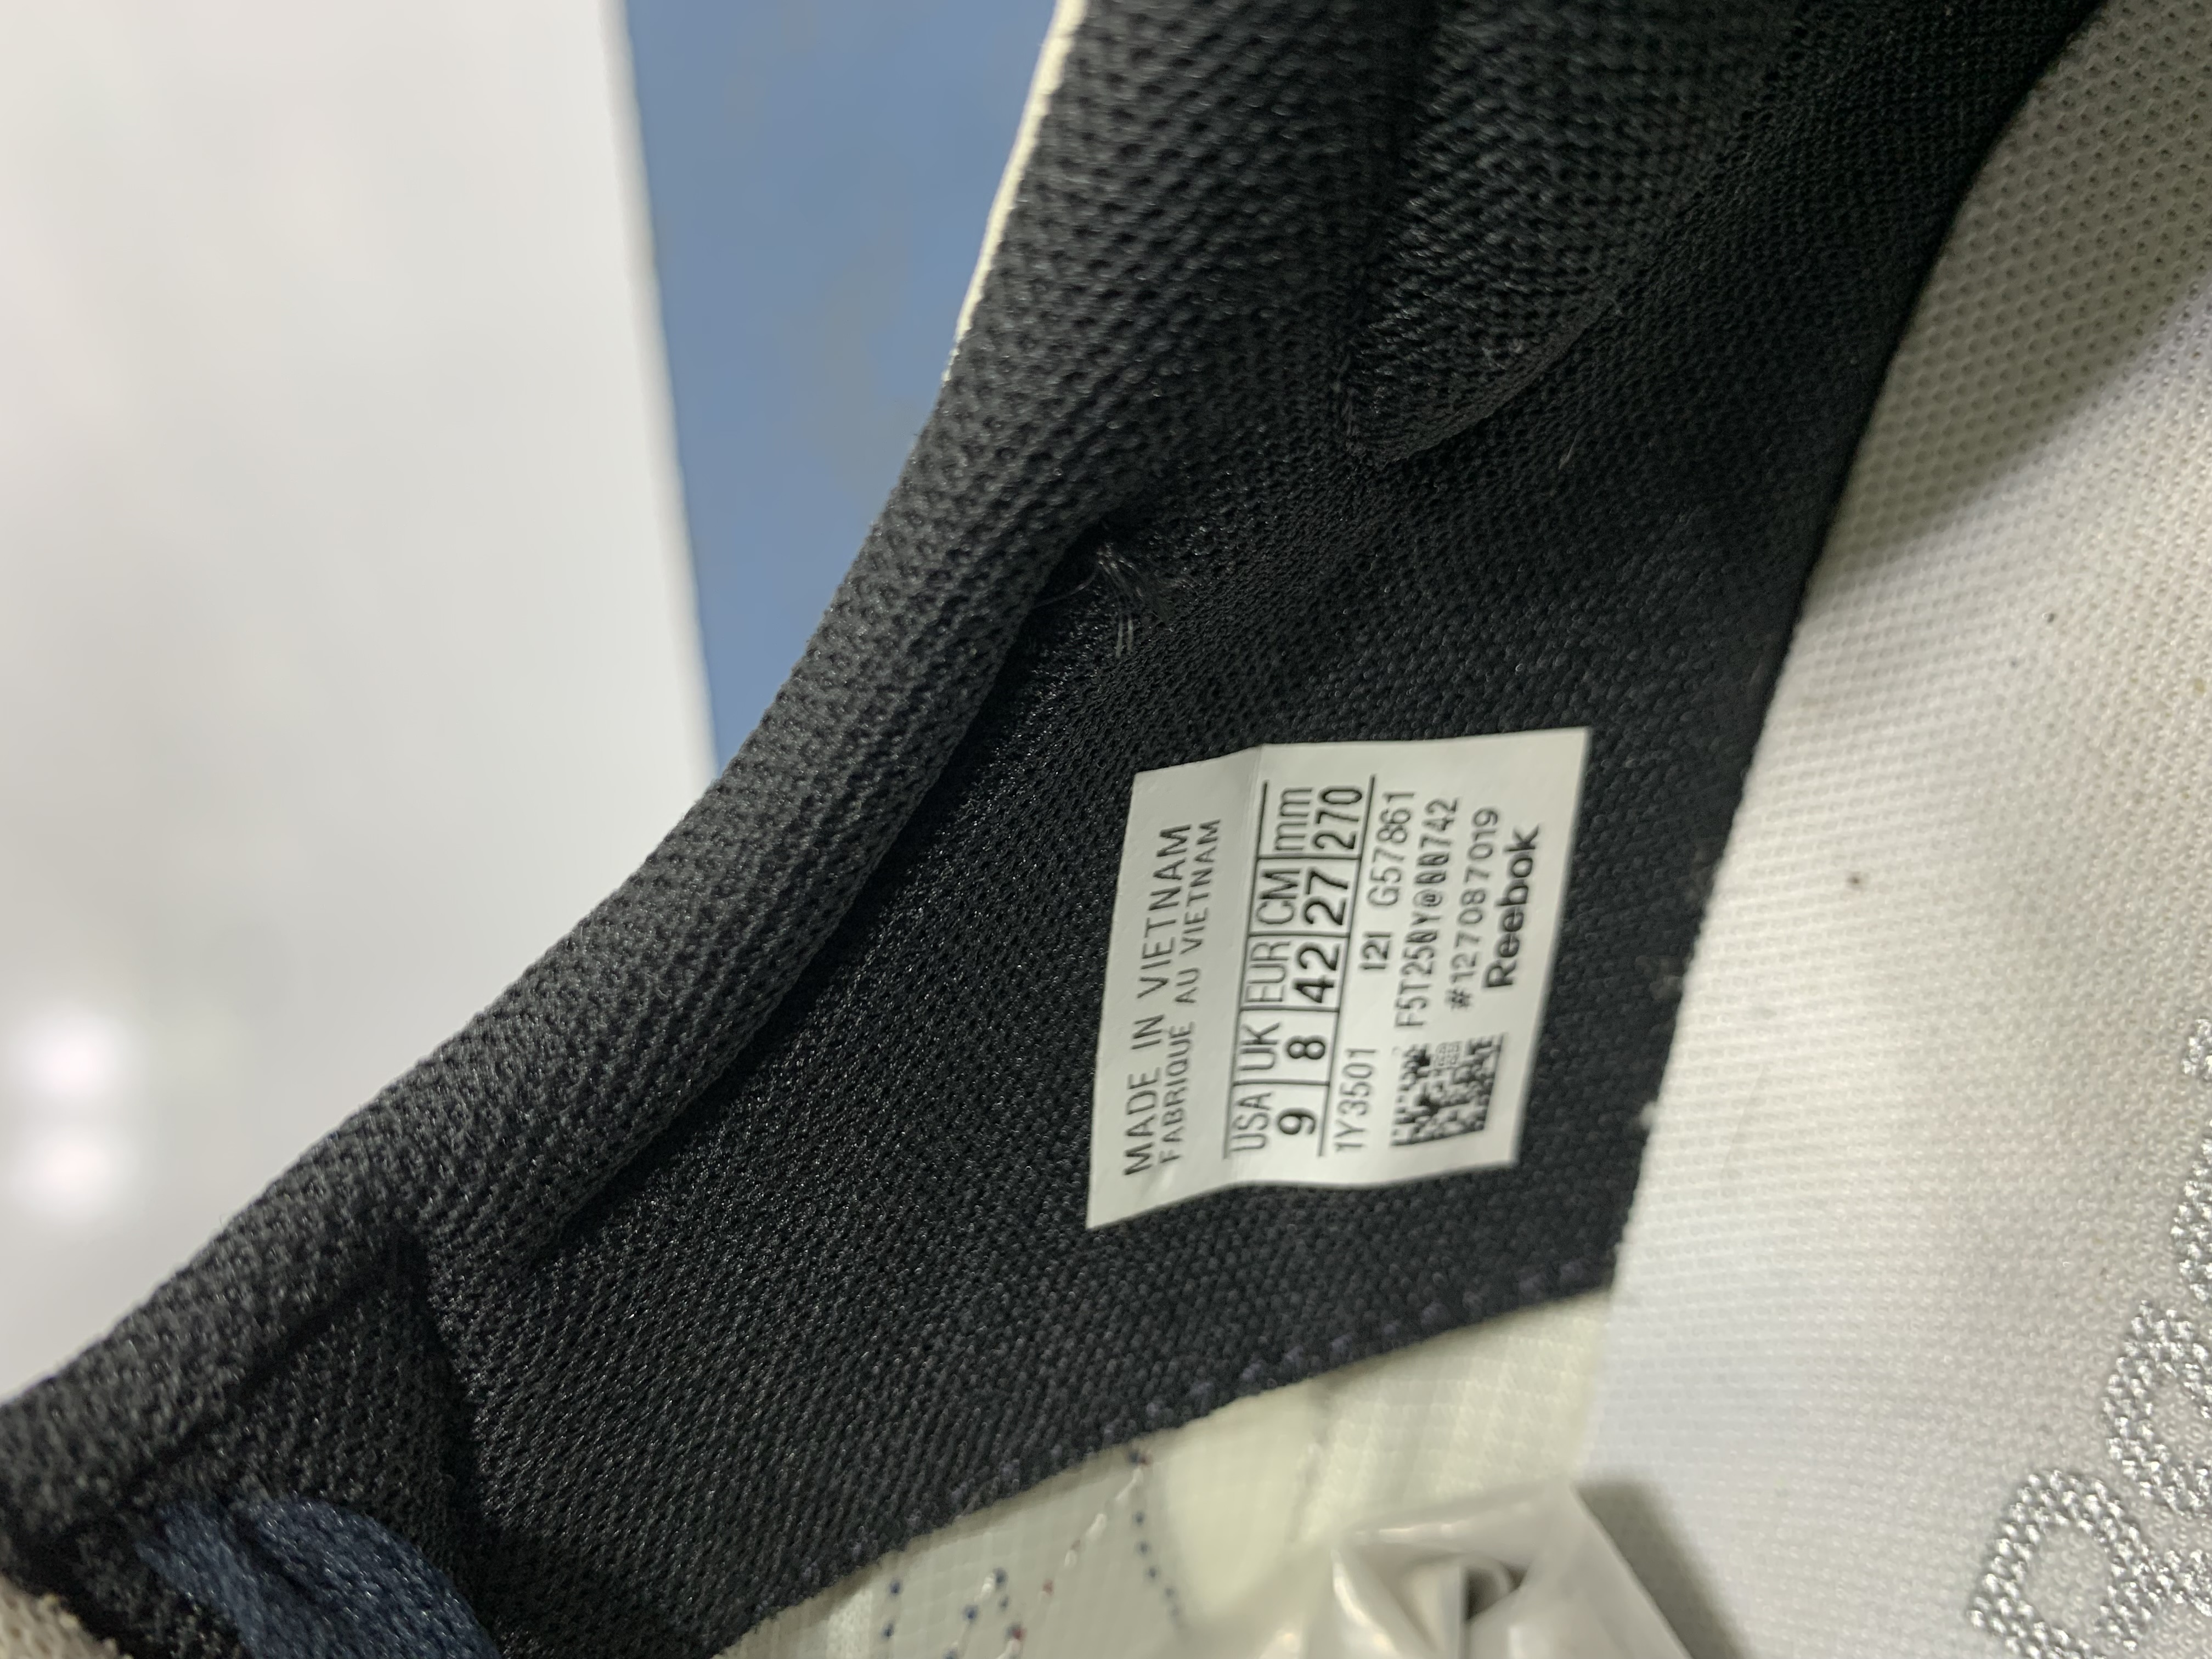 MADE IN VIETNAM
FABRIQUÉ AU VIETNAM
USA UK EUR CM mm
9 8 42 27 270
1Y3501 I2I G57861
F5T250Y@00742
#127087019
Reebok